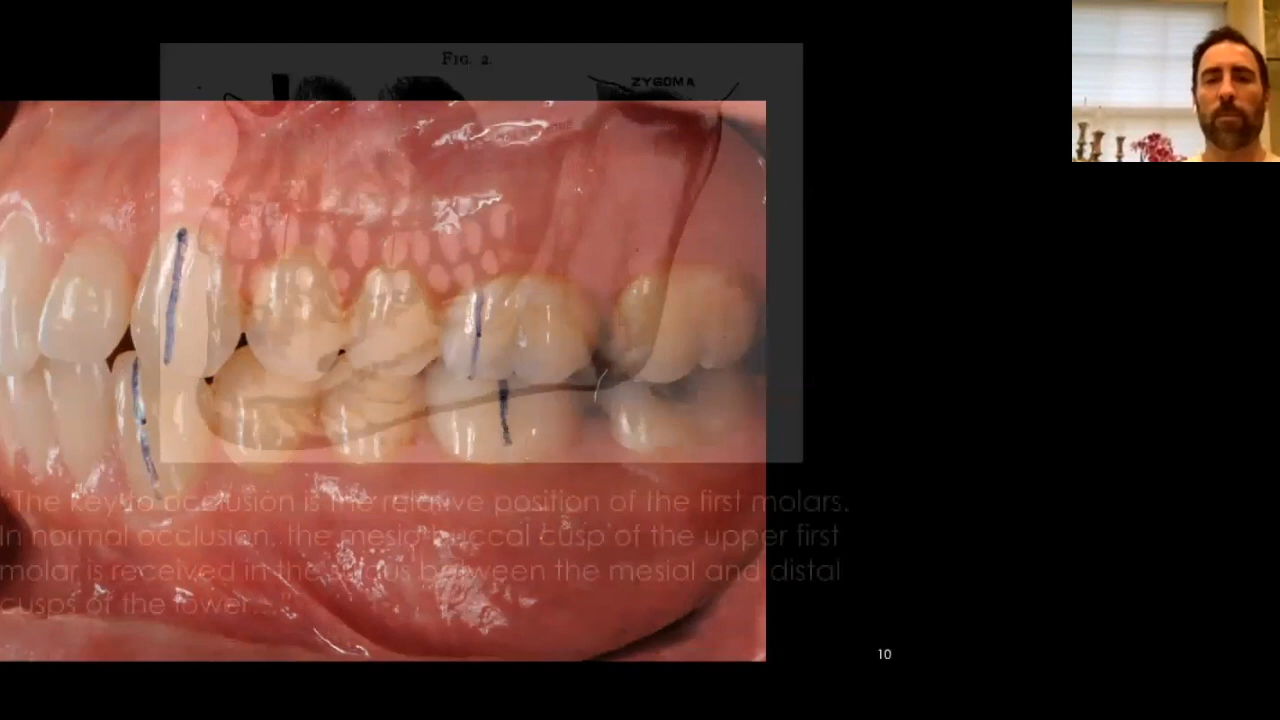 FIG. 2.
ZYGOMA
“The key to occlusion is the relative position of the first molars.
In normal occlusion, the mesio-buccal cusp of the upper first
molar is received in the sulcus between the mesial and distal
cusps of the lower…”
10